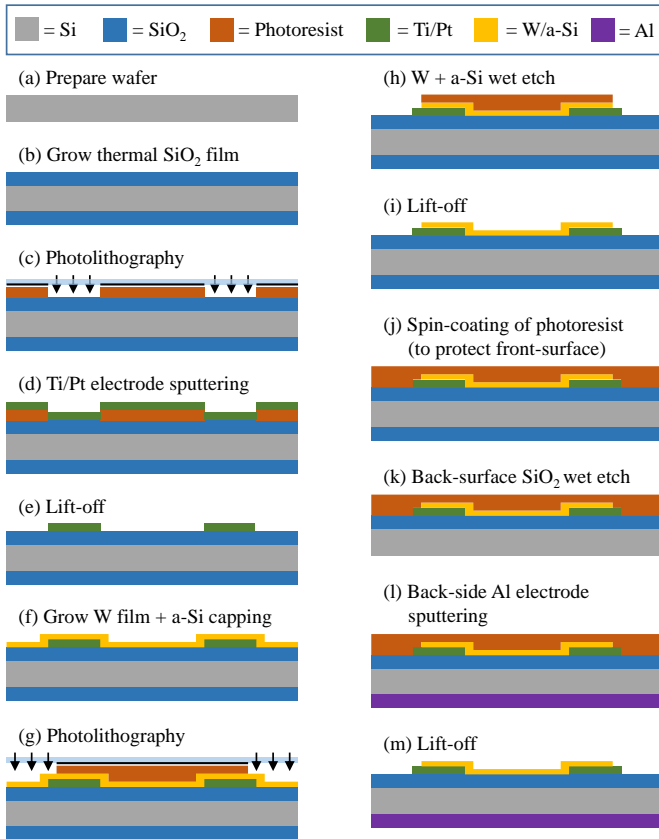 = Si = SiO₂ = Photoresist = Ti/Pt = W/a-Si = Al
(a) Prepare wafer
(b) Grow thermal SiO₂ film
(c) Photolithography
(d) Ti/Pt electrode sputtering
(e) Lift-off
(f) Grow W film + a-Si capping
(g) Photolithography
(h) W + a-Si wet etch
(i) Lift-off
(j) Spin-coating of photoresist
(to protect front-surface)
(k) Back-surface SiO₂ wet etch
(l) Back-side Al electrode
sputtering
(m) Lift-off